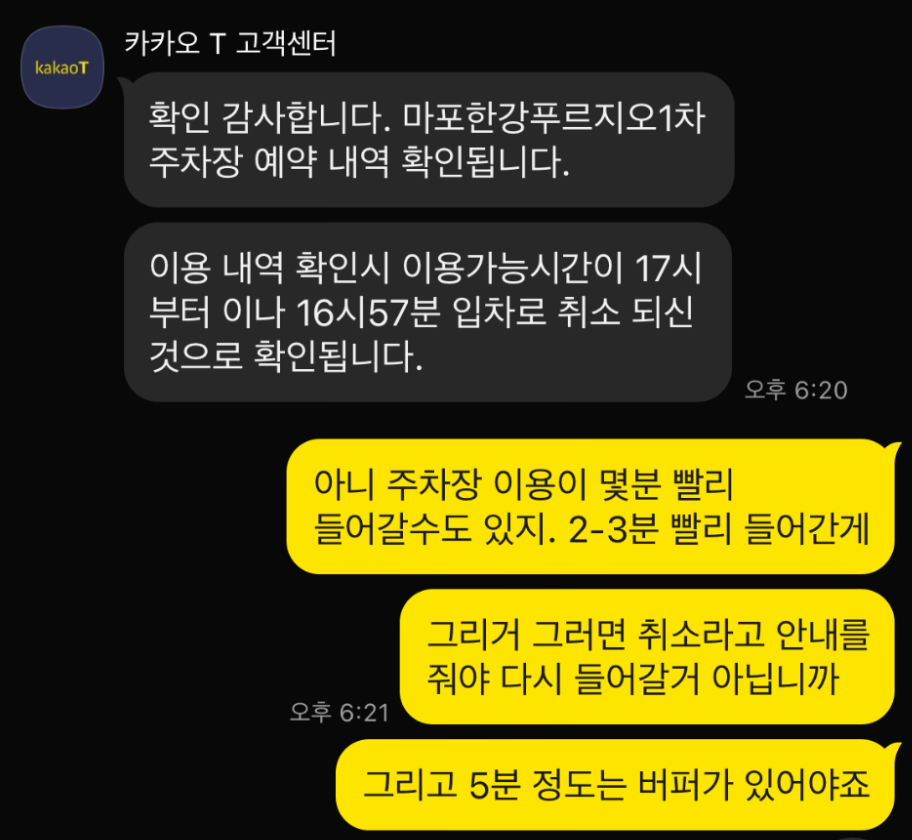 kakaoT
카카오 T 고객센터
확인 감사합니다. 마포한강푸르지오1차
주차장 예약 내역 확인됩니다.
이용 내역 확인시 이용가능시간이 17시
부터 이나 16시57분 입차로 취소 되신
것으로 확인됩니다.
오후 6:20
아니 주차장 이용이 몇분 빨리
들어갈수도 있지. 2-3분 빨리 들어간게
그리거 그러면 취소라고 안내를
줘야 다시 들어갈거 아닙니까
오후 6:21
그리고 5분 정도는 버퍼가 있어야죠